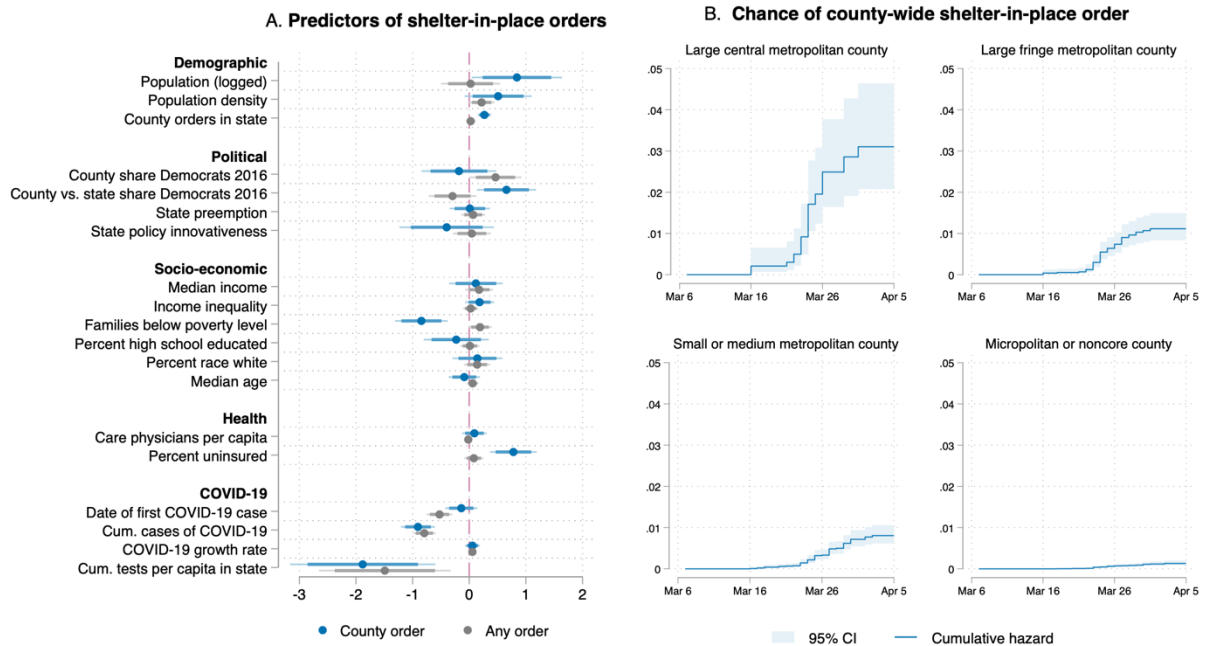 A. Predictors of shelter-in-place orders
Demographic
Population (logged)
Population density
County orders in state
Political
County share Democrats 2016
County vs. state share Democrats 2016
State preemption
State policy innovativeness
Socio-economic
Median income
Income inequality
Families below poverty level
Percent high school educated
Percent race white
Median age
Health
Care physicians per capita
Percent uninsured
COVID-19
Date of first COVID-19 case
Cum. cases of COVID-19
COVID-19 growth rate
Cum. tests per capita in state
-3 -2 -1 0 1 2
County order Any order
B. Chance of county-wide shelter-in-place order
Large central metropolitan county
.05
.04
.03
.02
.01
0
Mar 6 Mar 16 Mar 26 Apr 5
Large fringe metropolitan county
.05
.04
.03
.02
.01
0
Mar 6 Mar 16 Mar 26 Apr 5
Small or medium metropolitan county
.05
.04
.03
.02
.01
0
Mar 6 Mar 16 Mar 26 Apr 5
Micropolitan or noncore county
.05
.04
.03
.02
.01
0
Mar 6 Mar 16 Mar 26 Apr 5
95% CI Cumulative hazard